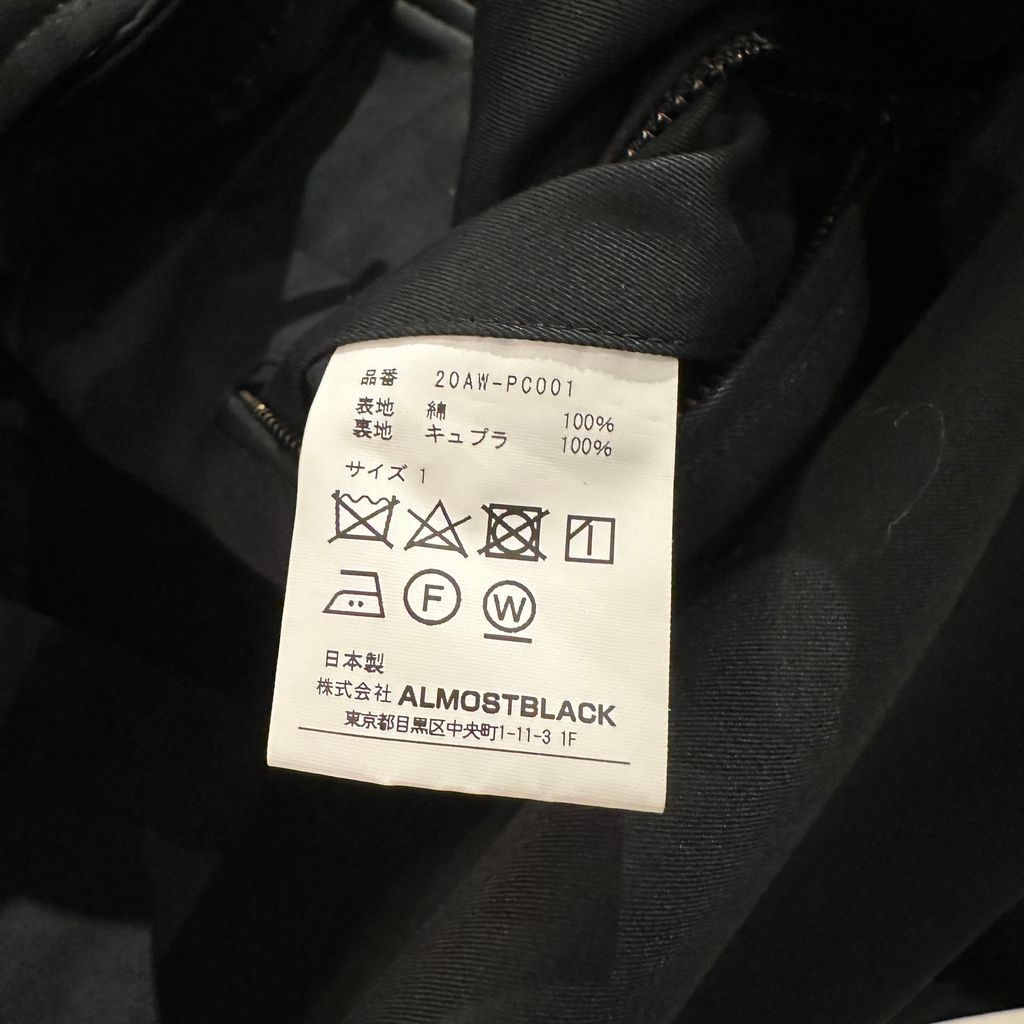 品番 20AW-PC001
表地 綿 100%
裏地 キュプラ 100%
サイズ 1
F W
日本製
株式会社 ALMOSTBLACK
東京都目黒区中央町1-11-3 1F